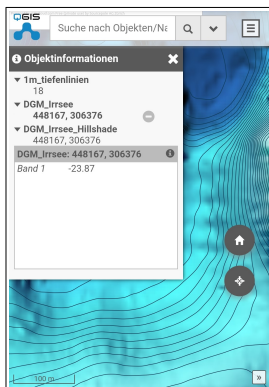 QGIS
Suche nach Objekten/Na
Objektinformationen
1m_tiefenlinien
18
DGM_Irrsee
448167, 306376
DGM_Irrsee_Hillshade
448167, 306376
DGM_Irrsee: 448167, 306376
Band 1 -23.87
100 m